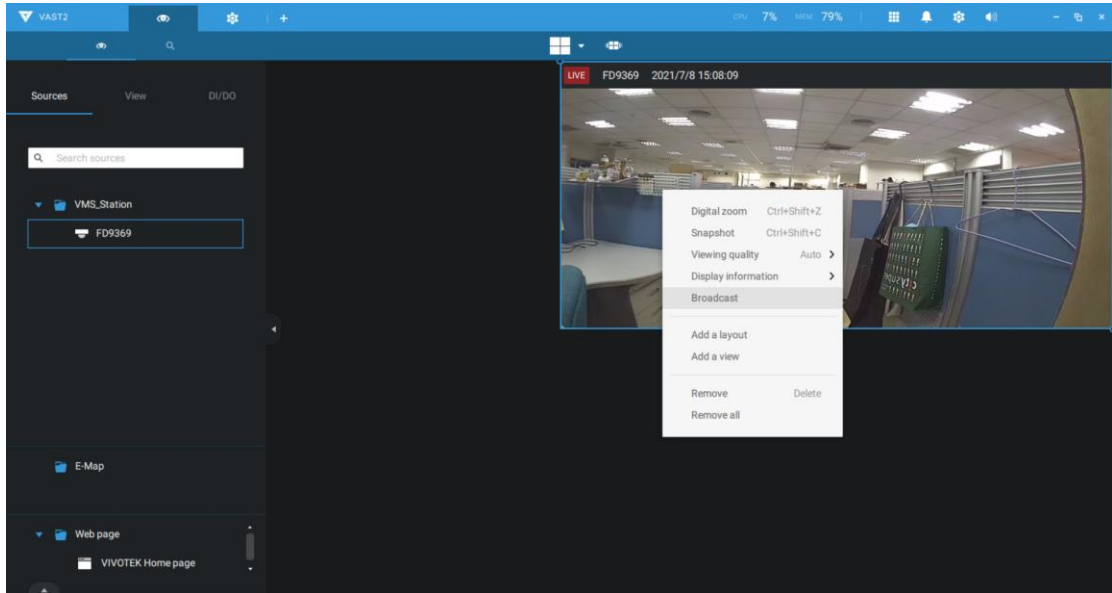 VAST2
CPU 7% MEM 79%
Sources View DI/DO
Search sources
VMS_Station
FD9369
E-Map
Web page
VIVOTEK Home page
LIVE FD9369 2021/7/8 15:08:09
Digital zoom Ctrl+Shift+Z
Snapshot Ctrl+Shift+C
Viewing quality Auto
Display information
Broadcast
Add a layout
Add a view
Remove Delete
Remove all